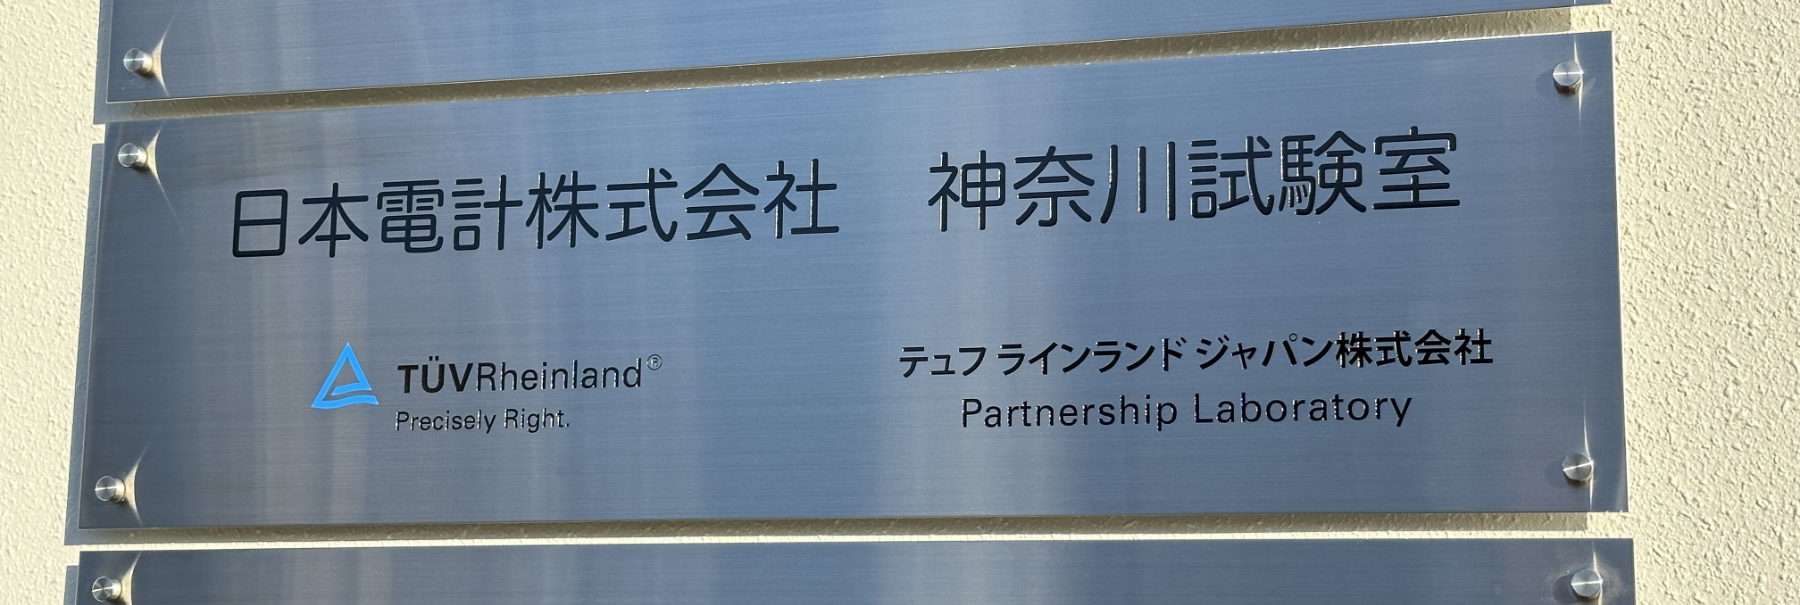 日本電計株式会社　神奈川試験室
TÜVRheinland®
Precisely Right.
テュフ ラインランド ジャパン株式会社
Partnership Laboratory